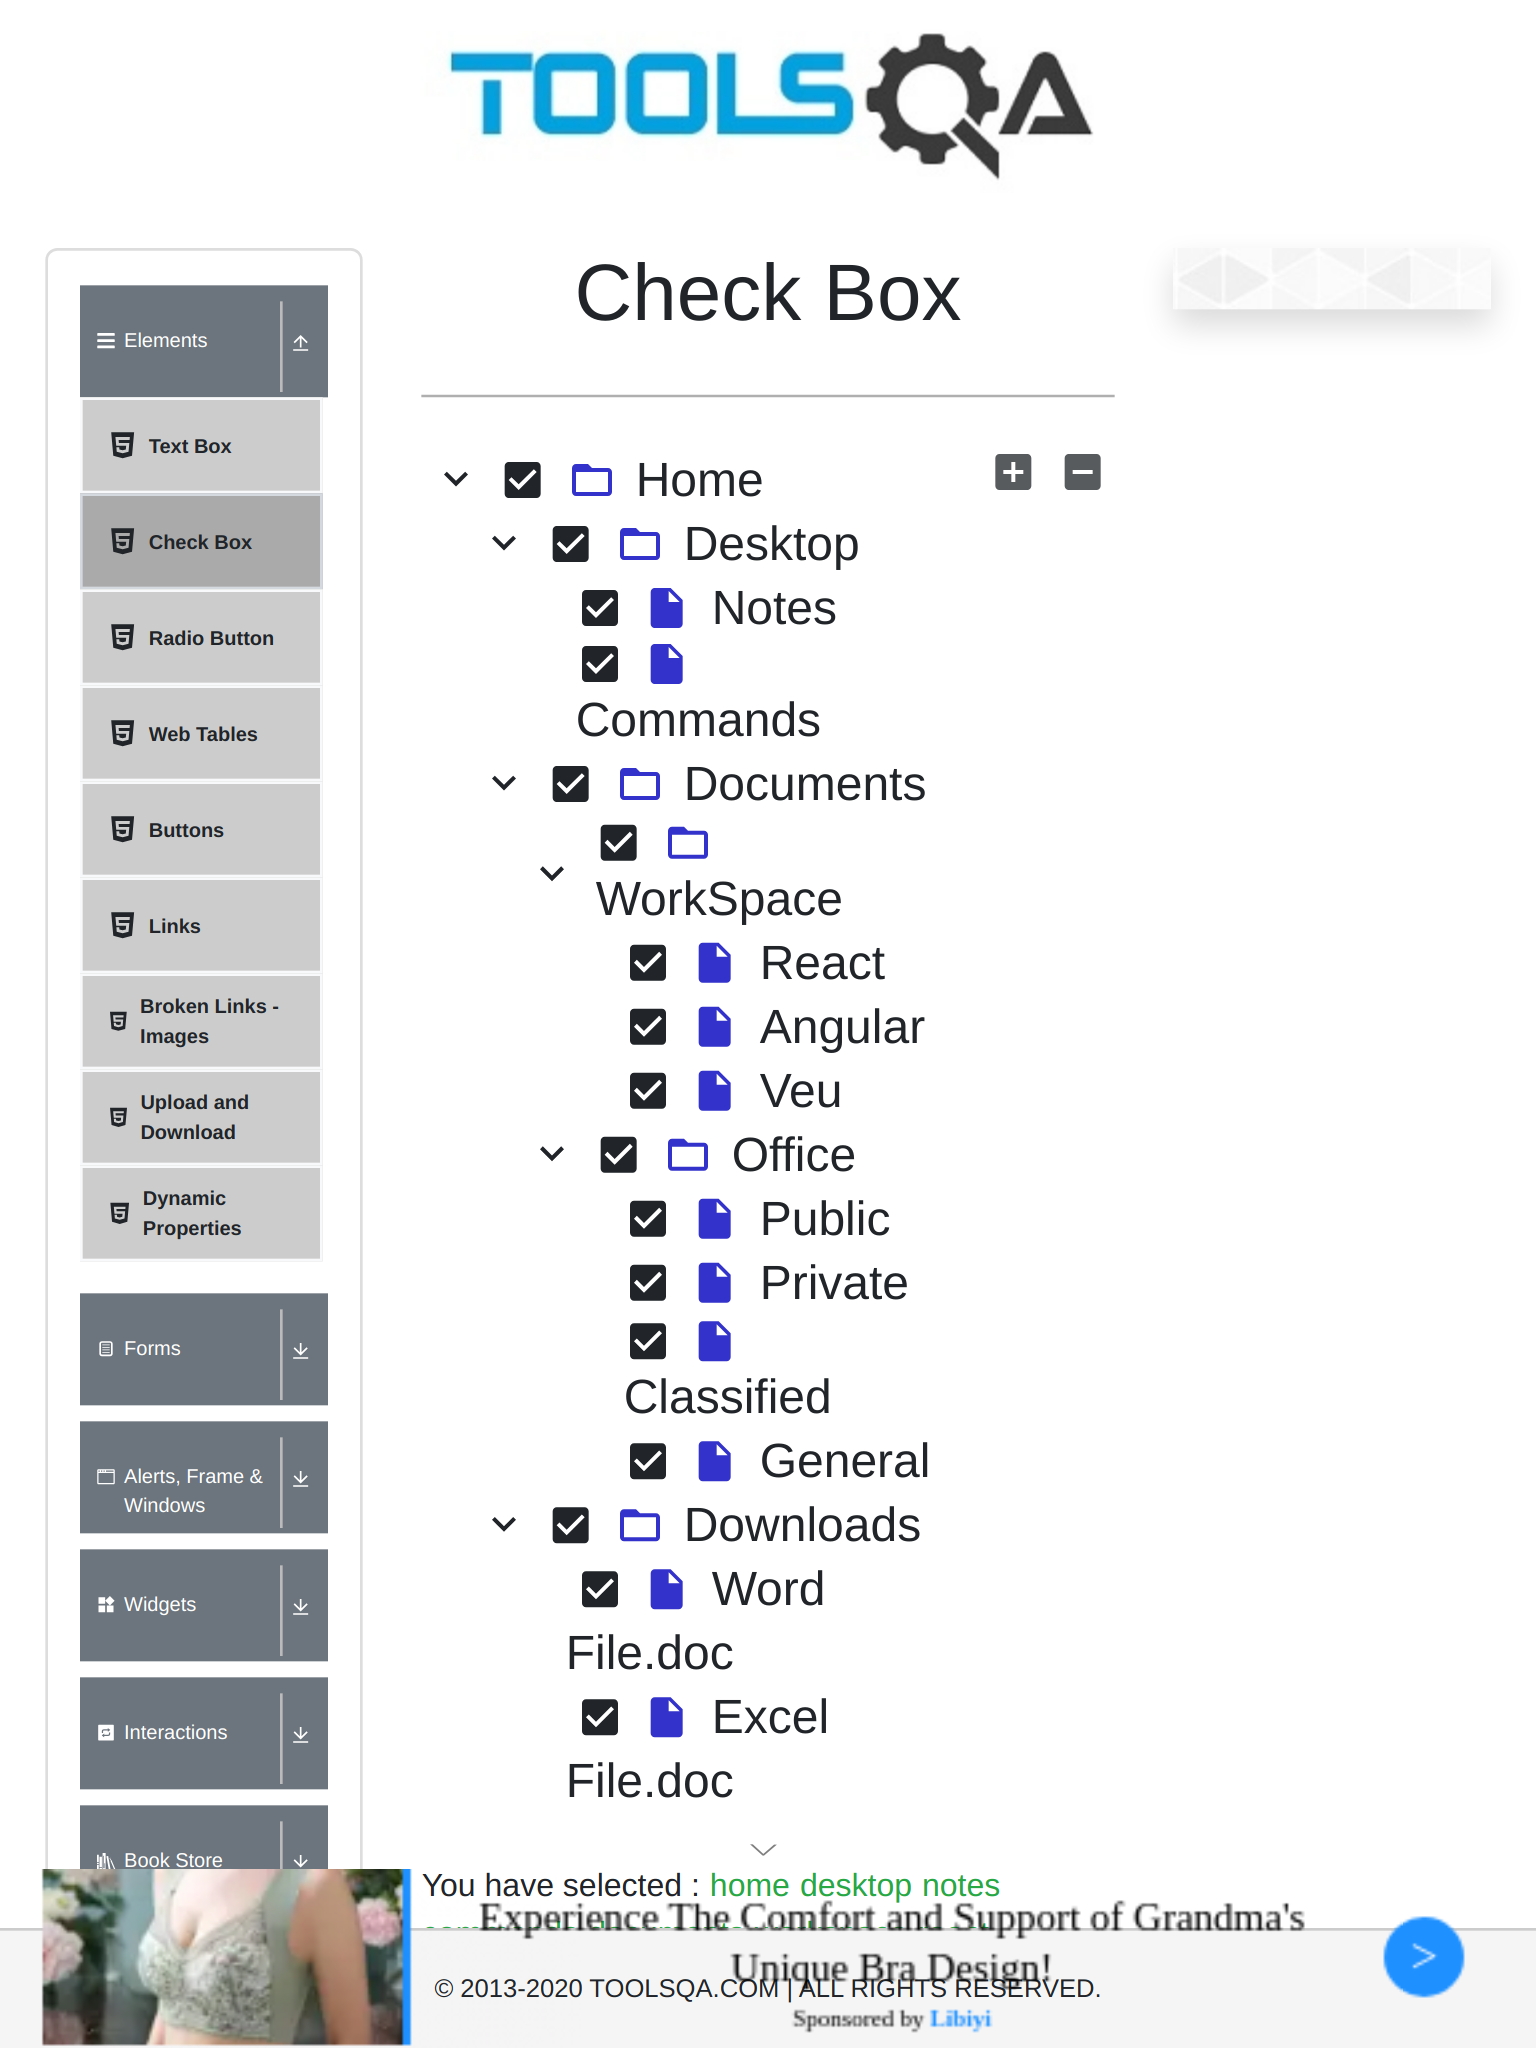 TOOLSQA
Check Box
Elements
Text Box
Check Box
Radio Button
Web Tables
Buttons
Links
Broken Links -
Images
Upload and
Download
Dynamic
Properties
Forms
Alerts, Frame &
Windows
Widgets
Interactions
Book Store
Home
Desktop
Notes
Commands
Documents
WorkSpace
React
Angular
Veu
Office
Public
Private
Classified
General
Downloads
Word
File.doc
Excel
File.doc
You have selected : home desktop notes
Experience The Comfort and Support of Grandma's
Unique Bra Design!
© 2013-2020 TOOLSQA.COM | ALL RIGHTS RESERVED.
Sponsored by Libiyi